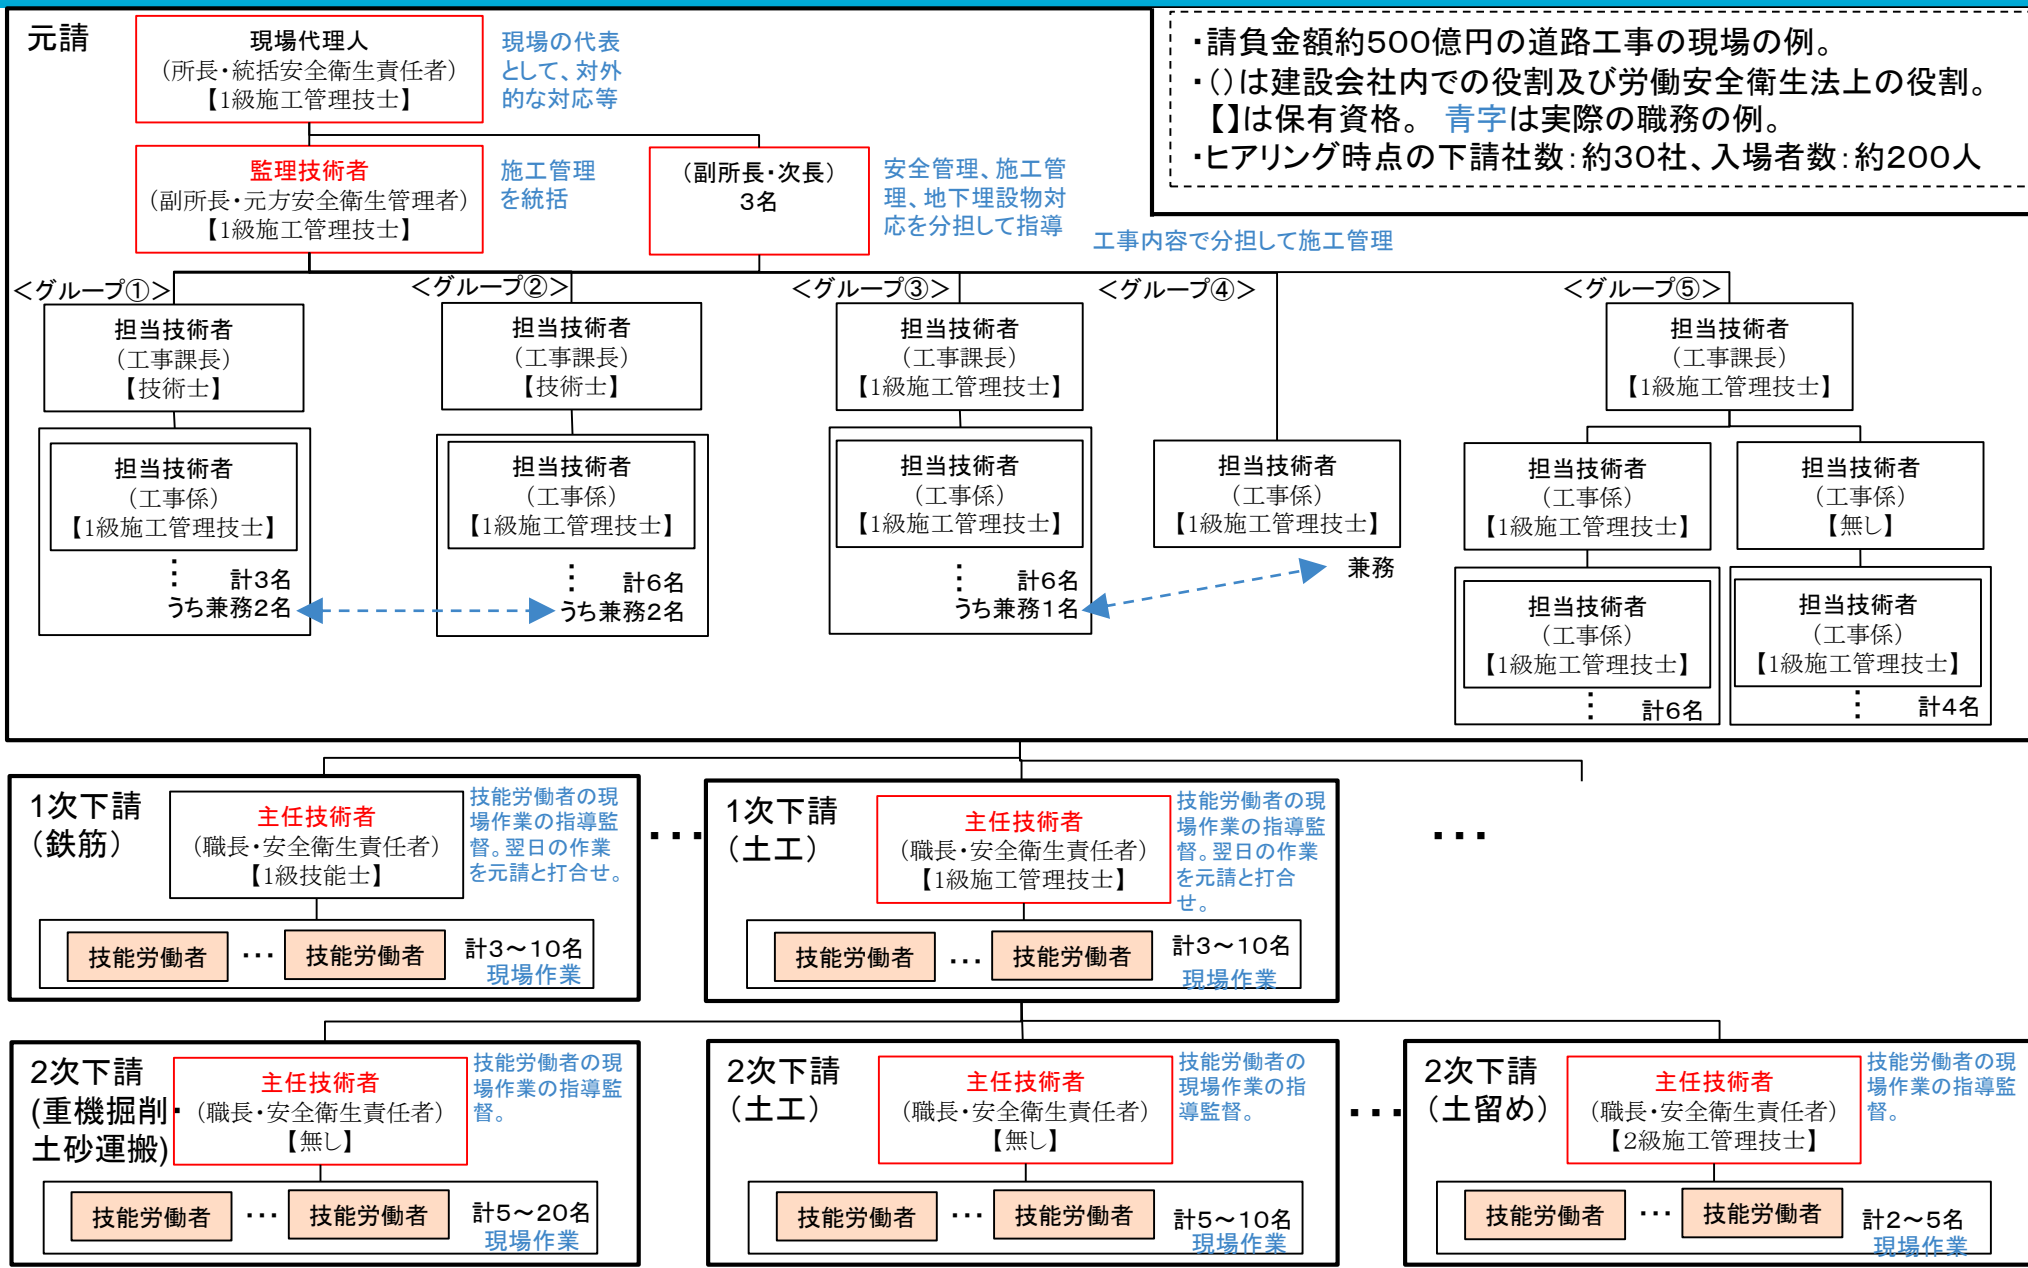 元請
現場代理人
（所長・統括安全衛生責任者）
【1級施工管理技士】
現場の代表
として、対外
的な対応等
・請負金額約500億円の道路工事の現場の例。
・（）は建設会社内での役割及び労働安全衛生法上の役割。
【】は保有資格。 青字は実際の職務の例。
・ヒアリング時点の下請社数：約30社、入場者数：約200人
監理技術者
（副所長・元方安全衛生管理者）
【1級施工管理技士】
施工管理
を統括
（副所長・次長）
3名
安全管理、施工管
理、地下埋設物対
応を分担して指導
工事内容で分担して施工管理
＜グループ①＞
担当技術者
（工事課長）
【技術士】
担当技術者
（工事係）
【1級施工管理技士】
⋮
計3名
うち兼務2名
＜グループ②＞
担当技術者
（工事課長）
【技術士】
担当技術者
（工事係）
【1級施工管理技士】
⋮
計6名
うち兼務2名
＜グループ③＞
担当技術者
（工事課長）
【1級施工管理技士】
担当技術者
（工事係）
【1級施工管理技士】
⋮
計6名
うち兼務1名
＜グループ④＞
担当技術者
（工事係）
【1級施工管理技士】
兼務
＜グループ⑤＞
担当技術者
（工事課長）
【1級施工管理技士】
担当技術者
（工事係）
【1級施工管理技士】
担当技術者
（工事係）
【1級施工管理技士】
⋮
計6名
担当技術者
（工事係）
【無し】
担当技術者
（工事係）
【1級施工管理技士】
⋮
計4名
1次下請
（鉄筋）
主任技術者
（職長・安全衛生責任者）
【1級技能士】
技能労働者の現
場作業の指導監
督。翌日の作業
を元請と打合せ。
技能労働者 … 技能労働者
計3～10名
現場作業
…
1次下請
（土工）
主任技術者
（職長・安全衛生責任者）
【1級施工管理技士】
技能労働者の現
場作業の指導監
督。翌日の作業
を元請と打合
せ。
技能労働者 … 技能労働者
計3～10名
現場作業
…
2次下請
(重機掘削・
土砂運搬)
主任技術者
（職長・安全衛生責任者）
【無し】
技能労働者の現
場作業の指導監
督。
技能労働者 … 技能労働者
計5～20名
現場作業
2次下請
（土工）
主任技術者
（職長・安全衛生責任者）
【無し】
技能労働者の
現場作業の指
導監督。
技能労働者 … 技能労働者
計5～10名
現場作業
…
2次下請
（土留め）
主任技術者
（職長・安全衛生責任者）
【2級施工管理技士】
技能労働者の現
場作業の指導監
督。
技能労働者 … 技能労働者
計2～5名
現場作業